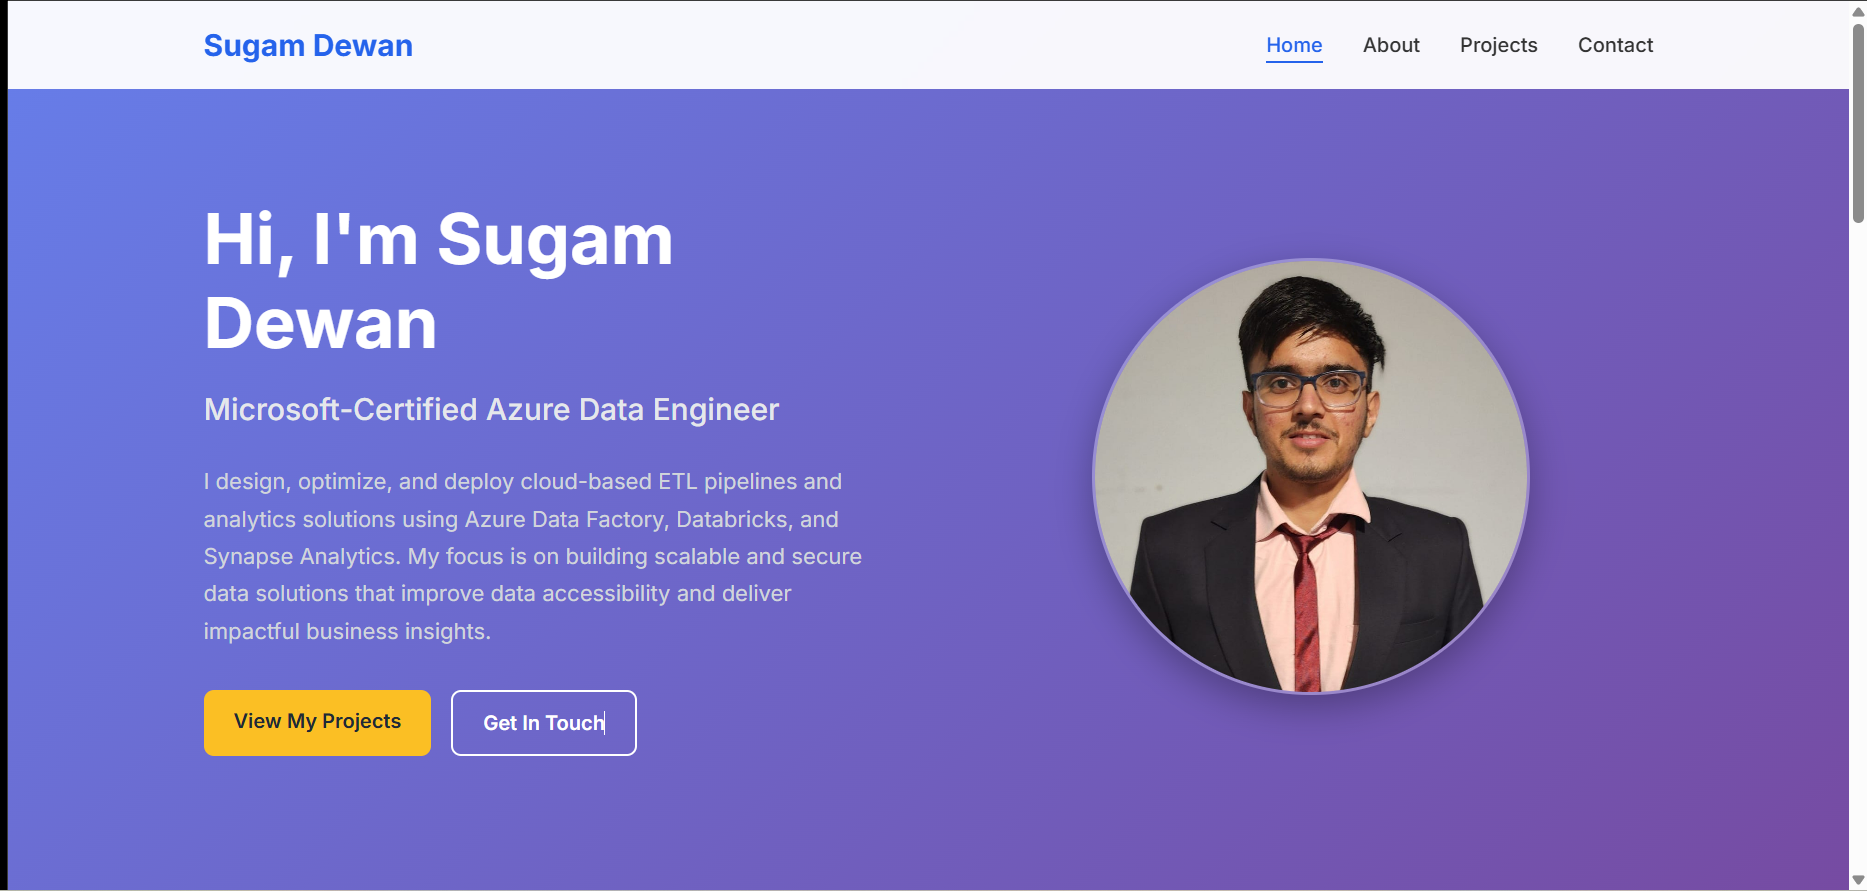 Sugam Dewan
Home About Projects Contact
Hi, I'm Sugam
Dewan
Microsoft-Certified Azure Data Engineer
I design, optimize, and deploy cloud-based ETL pipelines and
analytics solutions using Azure Data Factory, Databricks, and
Synapse Analytics. My focus is on building scalable and secure
data solutions that improve data accessibility and deliver
impactful business insights.
View My Projects
Get In Touch